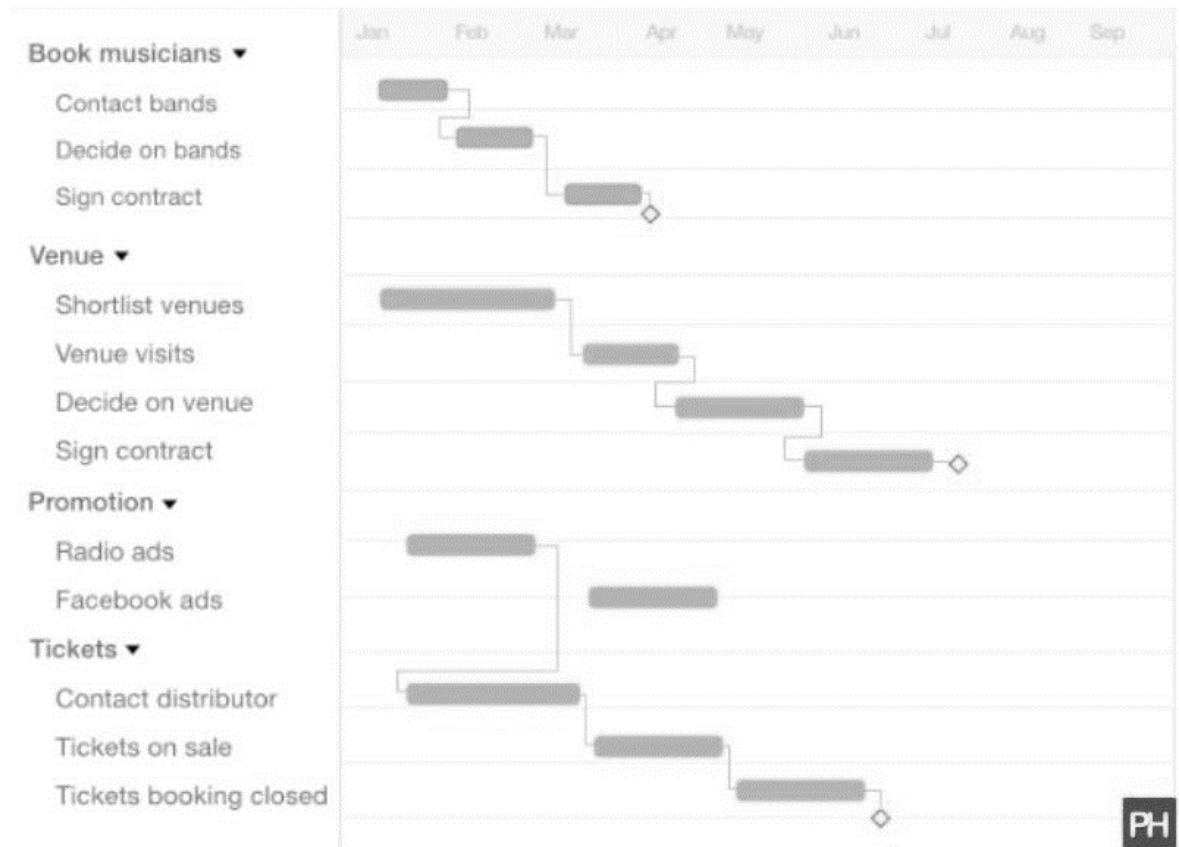 Jan Feb Mar Apr May Jun Jul Aug Sep
Book musicians
Contact bands
Decide on bands
Sign contract
Venue
Shortlist venues
Venue visits
Decide on venue
Sign contract
Promotion
Radio ads
Facebook ads
Tickets
Contact distributor
Tickets on sale
Tickets booking closed
PH